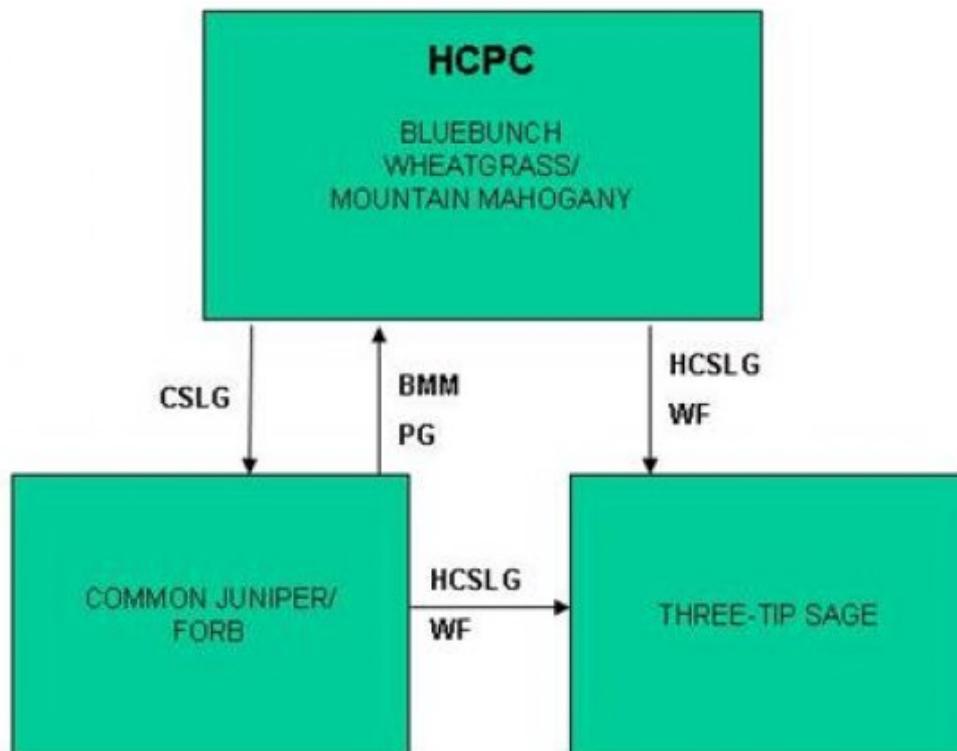 HCPC
BLUEBUNCH
WHEATGRASS/
MOUNTAIN MAHOGANY
CSLG
BMM
PG
HCSLG
WF
COMMON JUNIPER/
FORB
HCSLG
WF
THREE-TIP SAGE